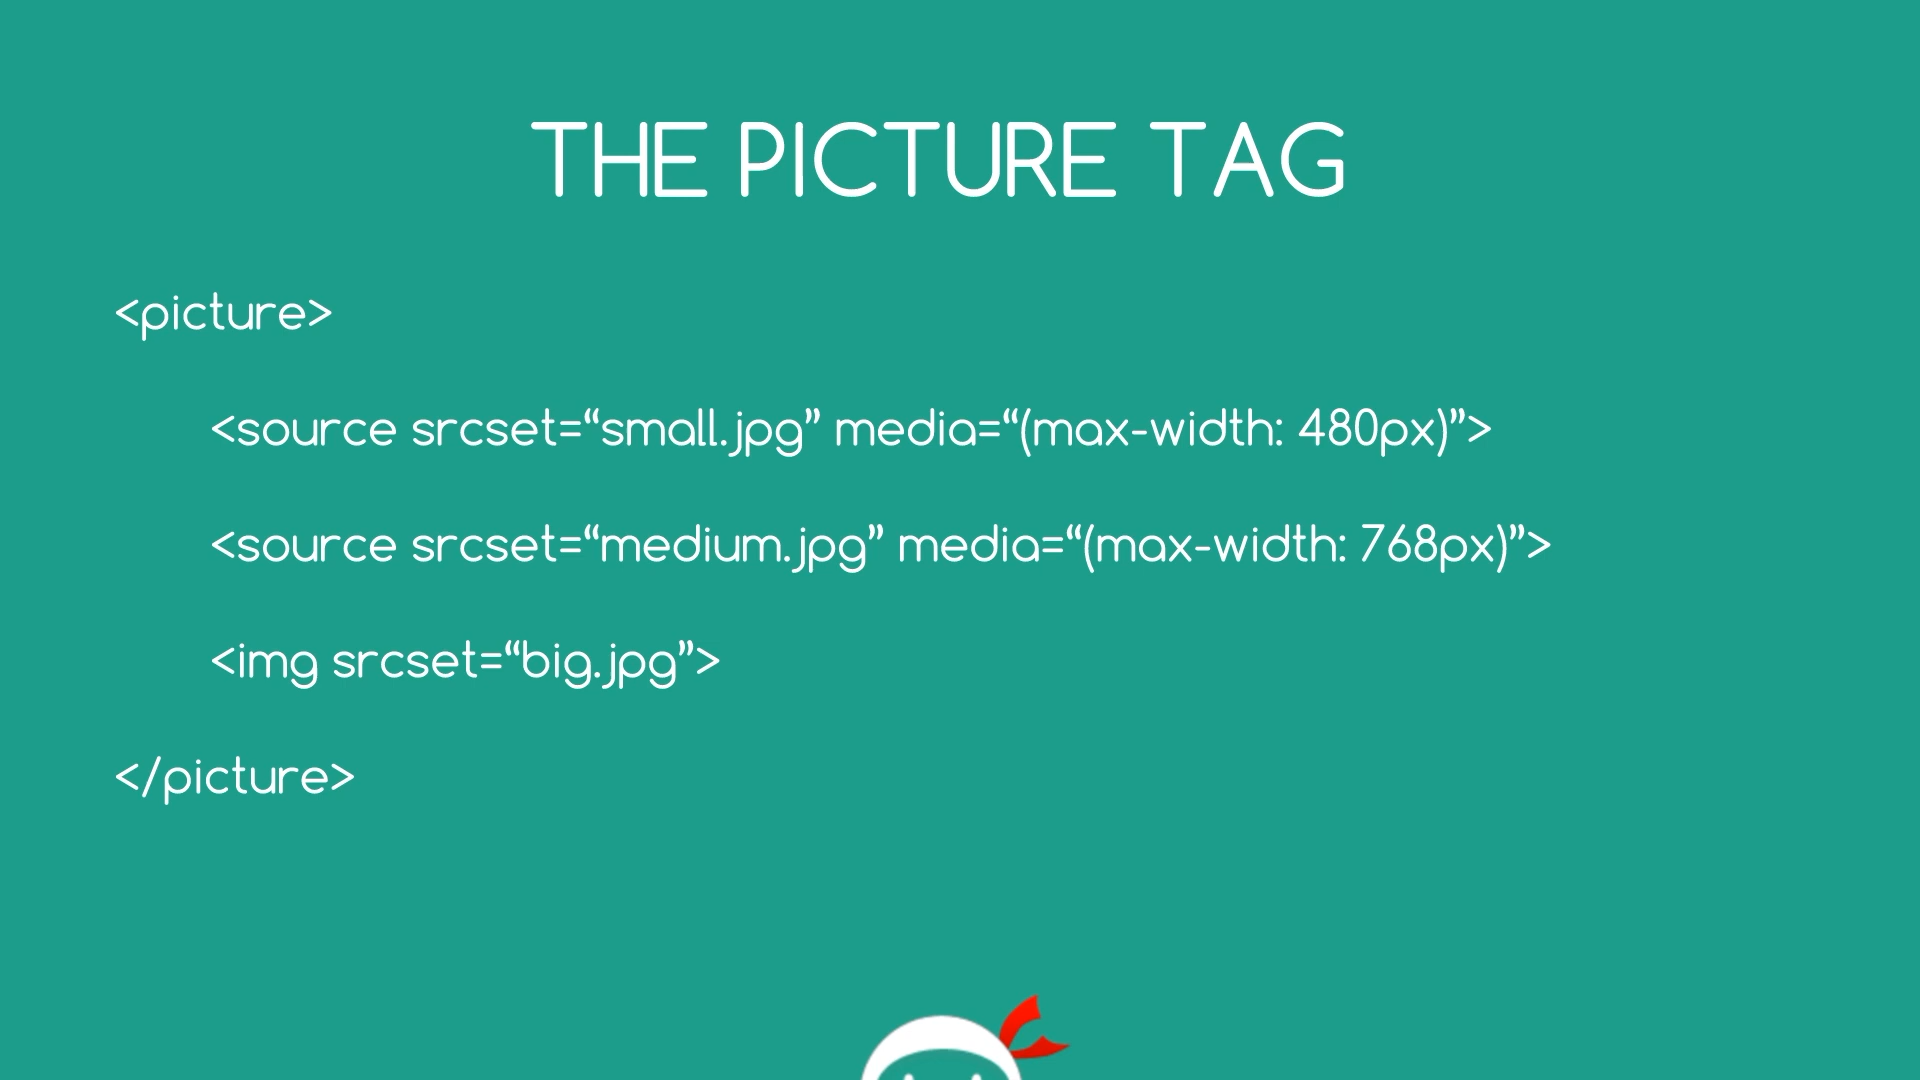 THE PICTURE TAG
<picture>
<source srcset=“small.jpg” media=“(max-width: 480px)”>
<source srcset=“medium.jpg” media=“(max-width: 768px)”>
<img srcset=“big.jpg”>
</picture>